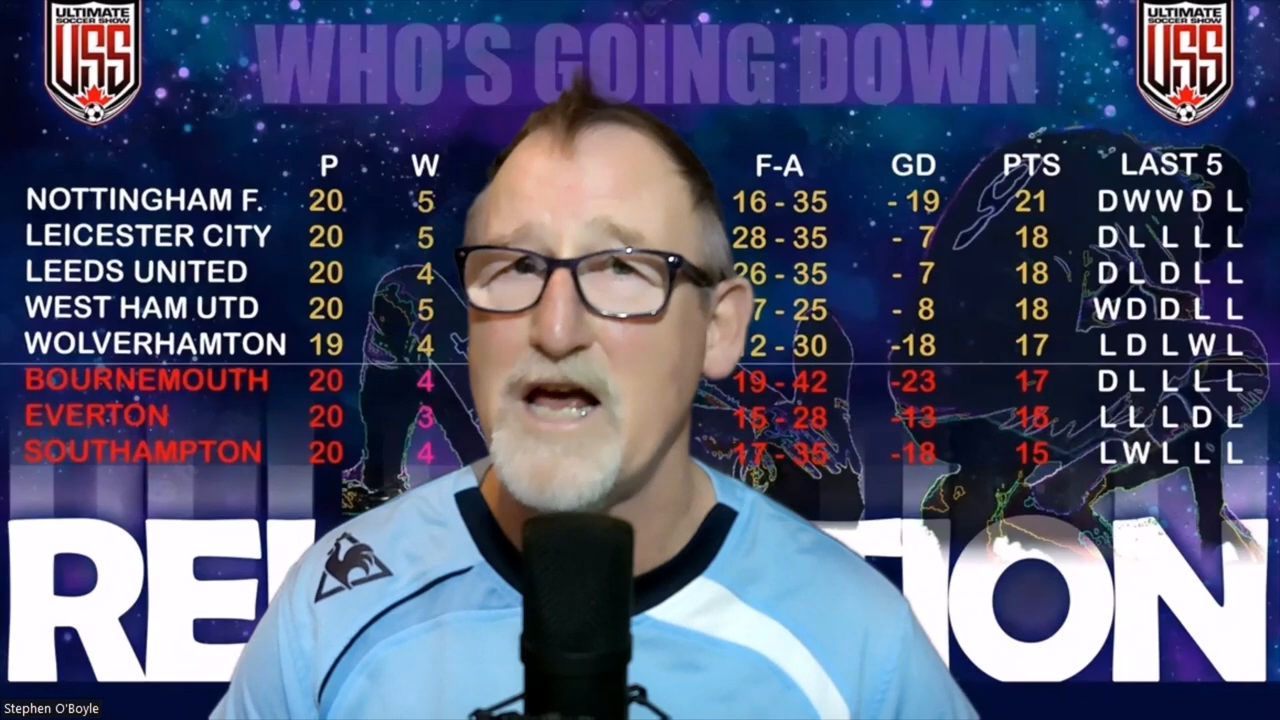 ULTIMATE
SOCCER SHOW
USS
WHO'S GOING DOWN
ULTIMATE
SOCCER SHOW
USS
P W F-A GD PTS LAST 5
NOTTINGHAM F. 20 5 16 - 35 - 19 21 D W W D L
LEICESTER CITY 20 5 28 - 35 - 7 18 D L L L L
LEEDS UNITED 20 4 26 - 35 - 7 18 D L D L L
WEST HAM UTD 20 5 7 - 25 - 8 18 W D D L L
WOLVERHAMTON 19 4 2 - 30 -18 17 L D L W L
BOURNEMOUTH 20 4 19 - 42 -23 17 D L L L L
EVERTON 20 3 15 - 28 -13 15 L L L D L
SOUTHAMPTON 20 4 17 - 35 -18 15 L W L L L
RE TION
Stephen O'Boyle